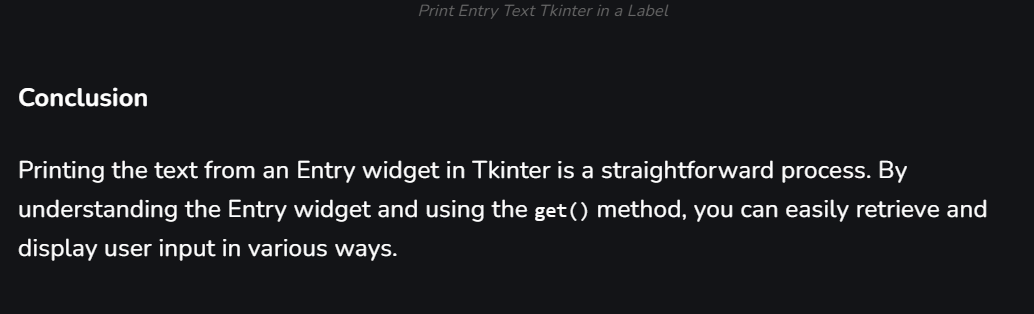 Print Entry Text Tkinter in a Label
Conclusion
Printing the text from an Entry widget in Tkinter is a straightforward process. By
understanding the Entry widget and using the get() method, you can easily retrieve and
display user input in various ways.